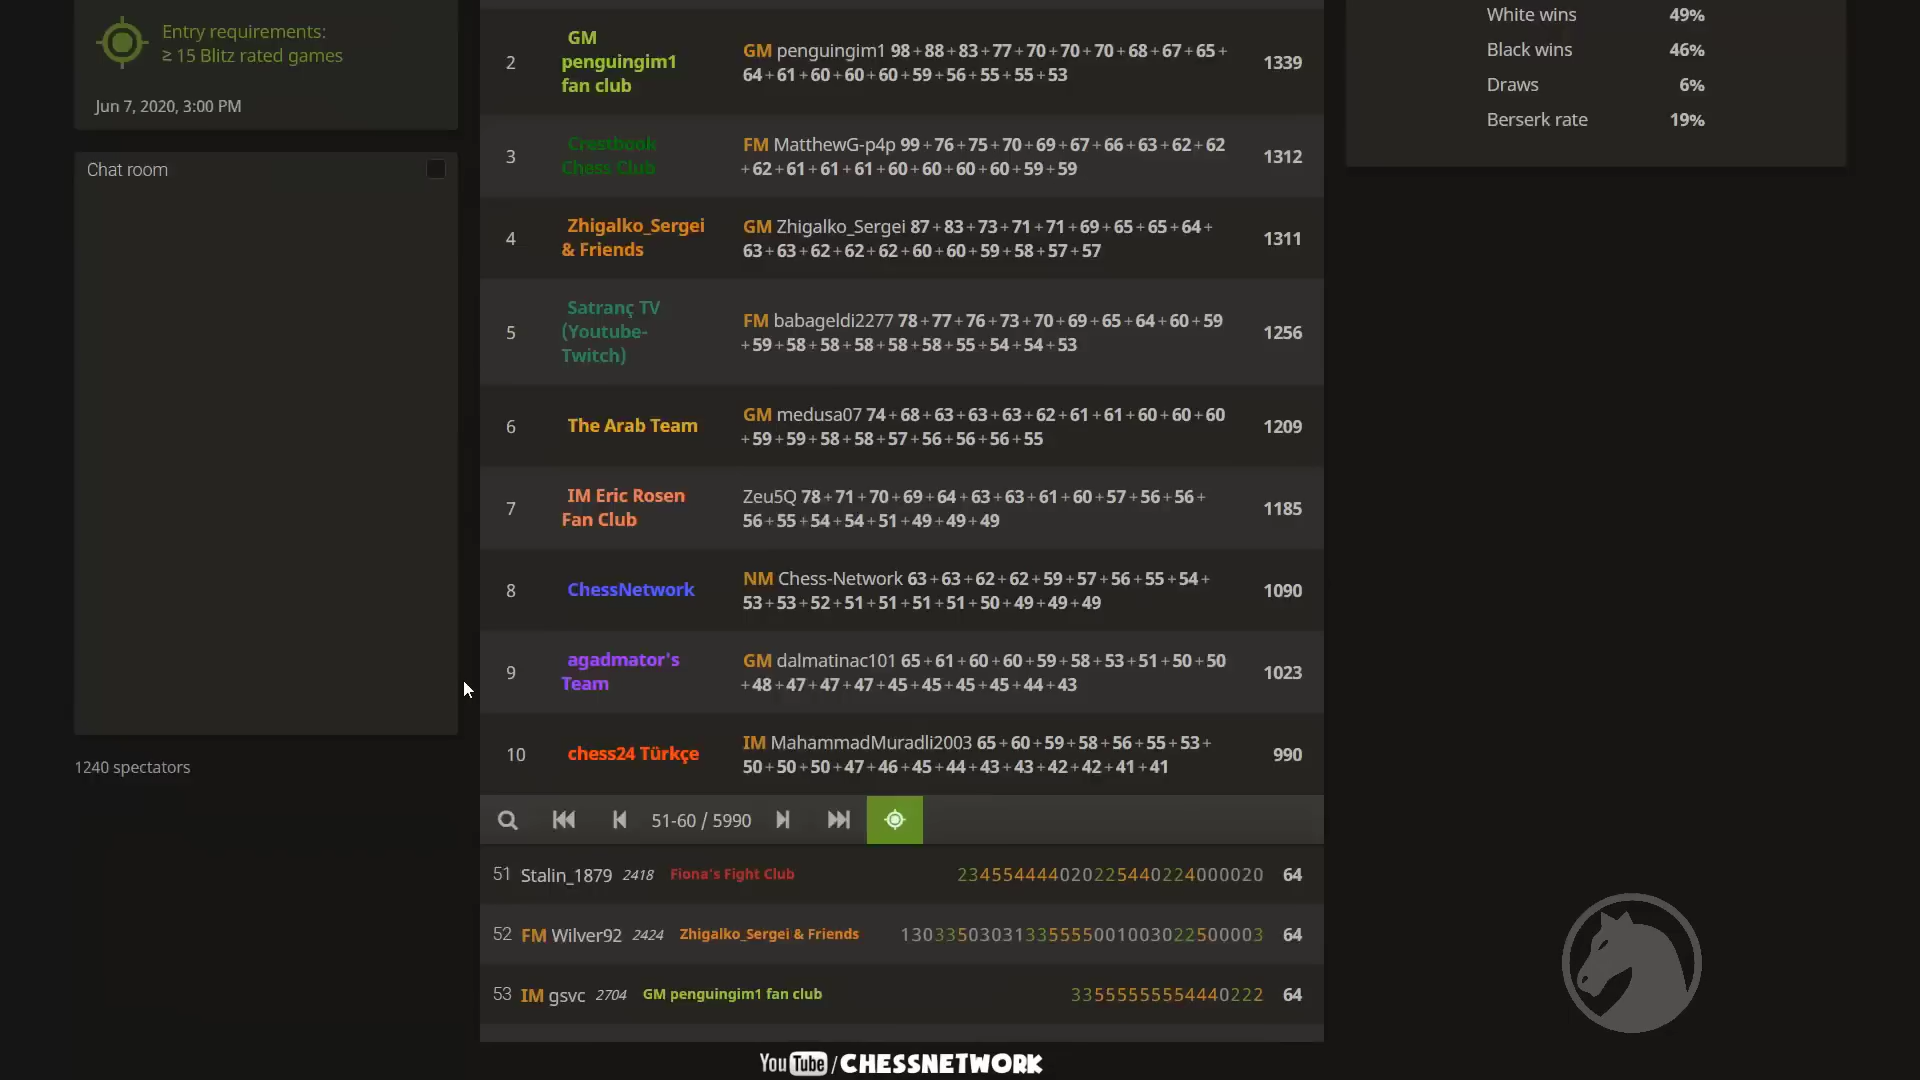 Entry requirements:
≥ 15 Blitz rated games
Jun 7, 2020, 3:00 PM
Chat room
1240 spectators
2
GM
penguingim1
fan club
GM penguingim1 98+88+83+77+70+70+70+68+67+65+
64+61+60+60+60+59+56+55+55+53
1339
3
Crestbook
Chess Club
FM MatthewG-p4p 99+76+75+70+69+67+66+63+62+62
+62+61+61+61+60+60+60+60+59+59
1312
4
Zhigalko_Sergei
& Friends
GM Zhigalko_Sergei 87+83+73+71+71+69+65+65+64+
63+63+62+62+62+60+60+59+58+57+57
1311
5
Satranç TV
(Youtube-
Twitch)
FM babageldi2277 78+77+76+73+70+69+65+64+60+59
+59+58+58+58+58+58+55+54+54+53
1256
6
The Arab Team
GM medusa07 74+68+63+63+63+62+61+61+60+60+60
+59+59+58+58+57+56+56+56+55
1209
7
IM Eric Rosen
Fan Club
Zeu5Q 78+71+70+69+64+63+63+61+60+57+56+56+
56+55+54+54+51+49+49+49
1185
8
ChessNetwork
NM Chess-Network 63+63+62+62+59+57+56+55+54+
53+53+52+51+51+51+51+50+49+49+49
1090
9
agadmator's
Team
GM dalmatinac101 65+61+60+60+59+58+53+51+50+50
+48+47+47+47+45+45+45+45+44+43
1023
10
chess24 Türkçe
IM MahammadMuradli2003 65+60+59+58+56+55+53+
50+50+50+47+46+45+44+43+43+42+42+41+41
990
51-60 / 5990
51 Stalin_1879 2418 Fiona's Fight Club 234554444020225440224000020 64
52 FM Wilver92 2424 Zhigalko_Sergei & Friends 13033503031335555001003022500003 64
53 IM gsvc 2704 GM penguingim1 fan club 33555555554440222 64
White wins 49%
Black wins 46%
Draws 6%
Berserk rate 19%
YouTube/CHESSNETWORK